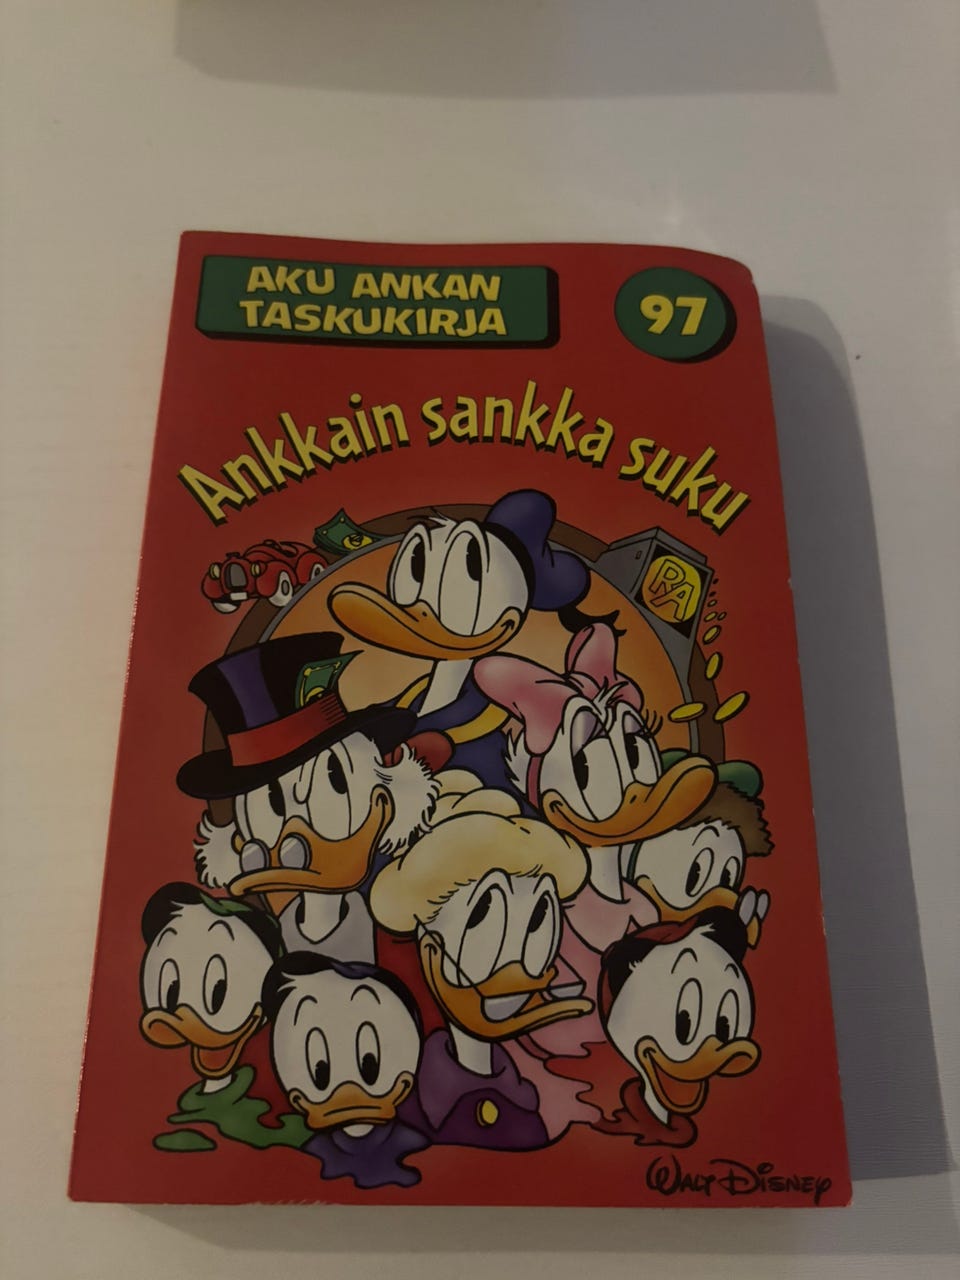 AKU ANKAN
TASKUKIRJA
97
Ankkain sankka suku
RA
WALT DISNEY